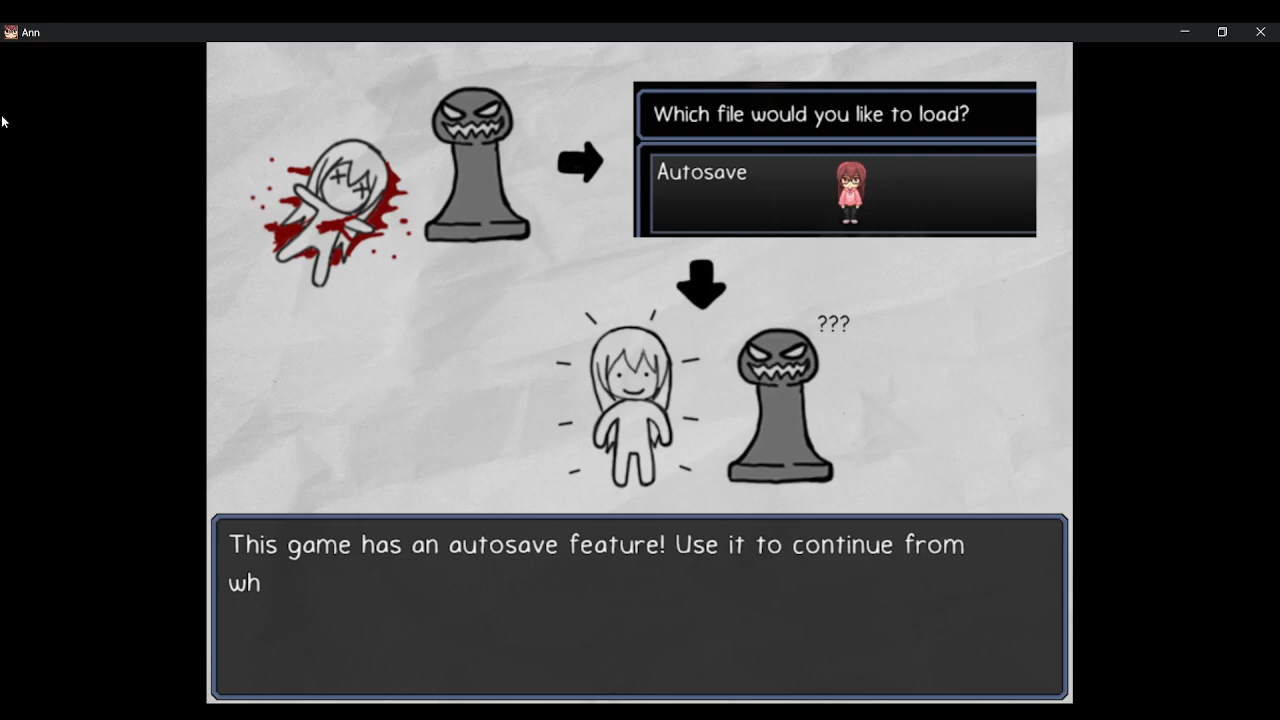 Ann
Which file would you like to load?
Autosave
???
This game has an autosave feature! Use it to continue from
wh